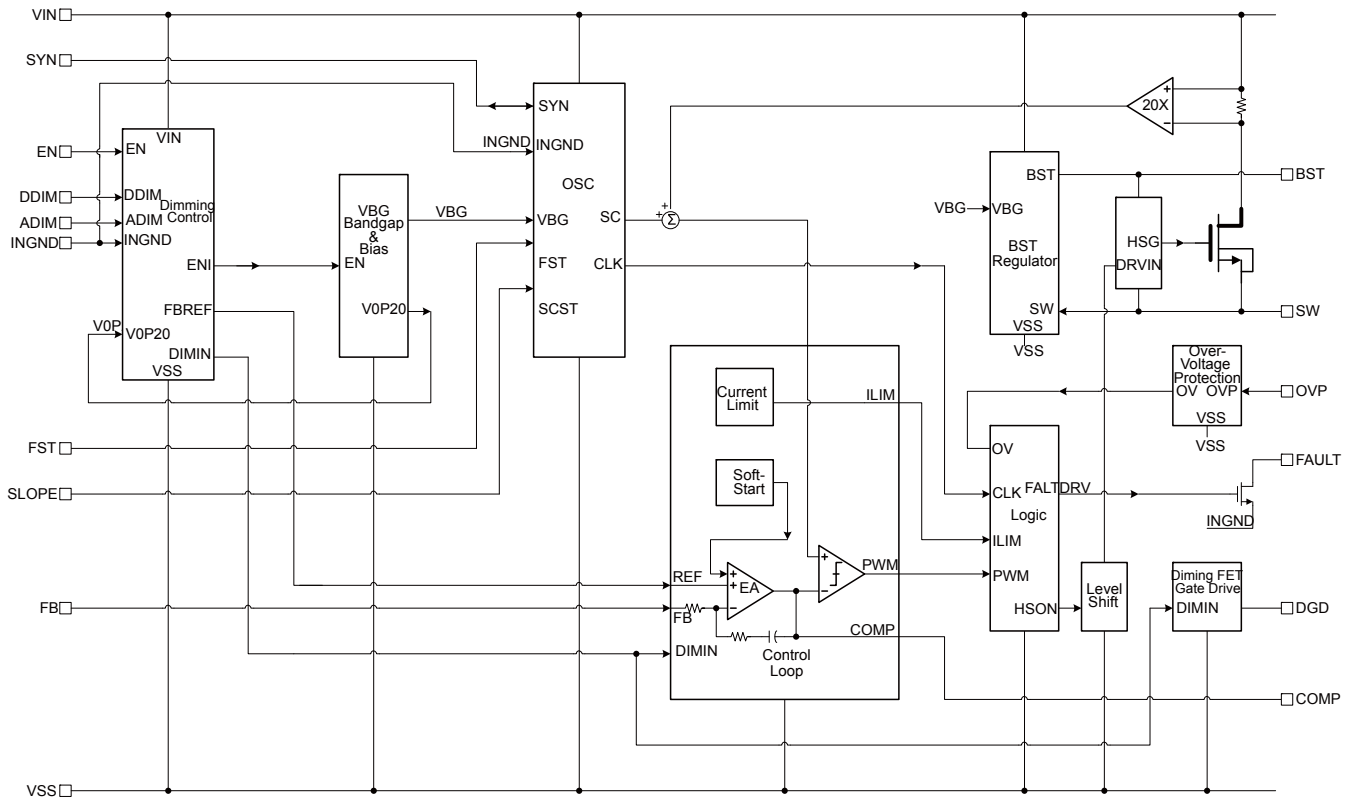 VIN
SYN
EN
DDIM
ADIM
INGND
FST
SLOPE
FB
VSS
VIN
EN
DDIM
Dimming
Control
ADIM
INGND
ENI
FBREF
V0P
V0P20
DIMIN
VSS
VBG
Bandgap
&
Bias
EN
V0P20
VBG
SYN
INGND
INGND
OSC
VBG
SC
FST
CLK
SCST
+
+
Σ
20X
+
−
BST
VBG
VBG
BST
Regulator
SW
VSS
VSS
HSG
DRVIN
BST
SW
Over-
Voltage
Protection
OV OVP
VSS
VSS
OVP
FAULT
INGND
Current
Limit
ILIM
Soft-
Start
REF
+
+
EA
−
FB
+
−
PWM
COMP
DIMIN
Control
Loop
OV
CLK
FALTDRV
Logic
ILIM
PWM
HSON
Level
Shift
Diming FET
Gate Drive
DIMIN
DGD
COMP